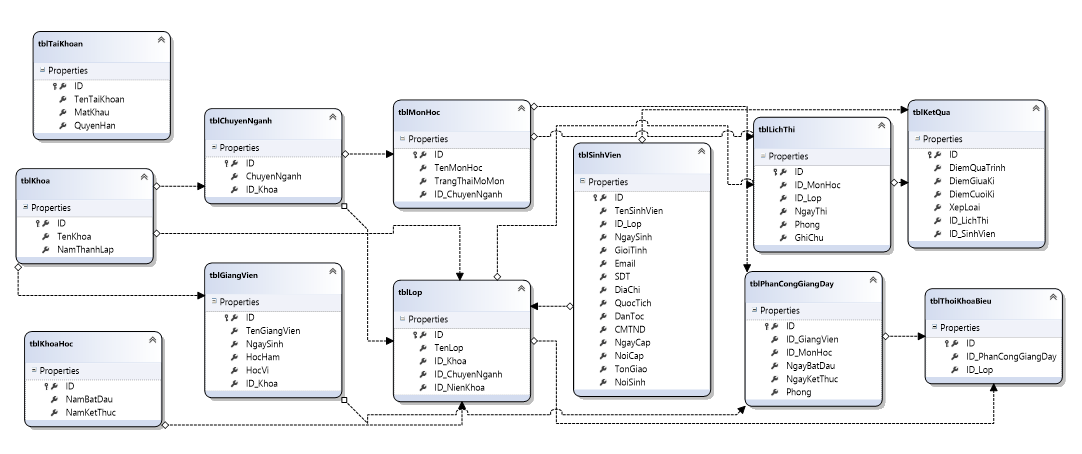 tblTaiKhoan
Properties
ID
TenTaiKhoan
MatKhau
QuyenHan
tblKhoa
Properties
ID
TenKhoa
NamThanhLap
tblKhoaHoc
Properties
ID
NamBatDau
NamKetThuc
tblChuyenNganh
Properties
ID
ChuyenNganh
ID_Khoa
tblGiangVien
Properties
ID
TenGiangVien
NgaySinh
HocHam
HocVi
ID_Khoa
tblMonHoc
Properties
ID
TenMonHoc
TrangThaiMoMon
ID_ChuyenNganh
tblLop
Properties
ID
TenLop
ID_Khoa
ID_ChuyenNganh
ID_NienKhoa
tblSinhVien
Properties
ID
TenSinhVien
ID_Lop
NgaySinh
GioiTinh
Email
SDT
DiaChi
QuocTich
DanToc
CMTND
NgayCap
NoiCap
TonGiao
NoiSinh
tblLichThi
Properties
ID
ID_MonHoc
ID_Lop
NgayThi
Phong
GhiChu
tblPhanCongGiangDay
Properties
ID
ID_GiangVien
ID_MonHoc
NgayBatDau
NgayKetThuc
Phong
tblKetQua
Properties
ID
DiemQuaTrinh
DiemGiuaKi
DiemCuoiKi
XepLoai
ID_LichThi
ID_SinhVien
tblThoiKhoaBieu
Properties
ID
ID_PhanCongGiangDay
ID_Lop